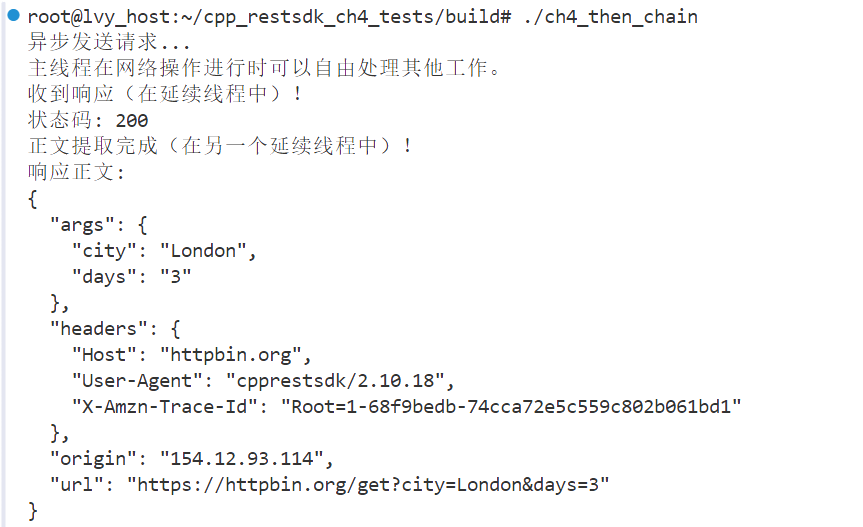 root@lvy_host:~/cpp_restsdk_ch4_tests/build# ./ch4_then_chain
异步发送请求...
主线程在网络操作进行时可以自由处理其他工作。
收到响应（在延续线程中）！
状态码: 200
正文提取完成（在另一个延续线程中）！
响应正文:
{
  "args": {
    "city": "London",
    "days": "3"
  },
  "headers": {
    "Host": "httpbin.org",
    "User-Agent": "cpprestsdk/2.10.18",
    "X-Amzn-Trace-Id": "Root=1-68f9bedb-74cca72e5c559c802b061bd1"
  },
  "origin": "154.12.93.114",
  "url": "https://httpbin.org/get?city=London&days=3"
}